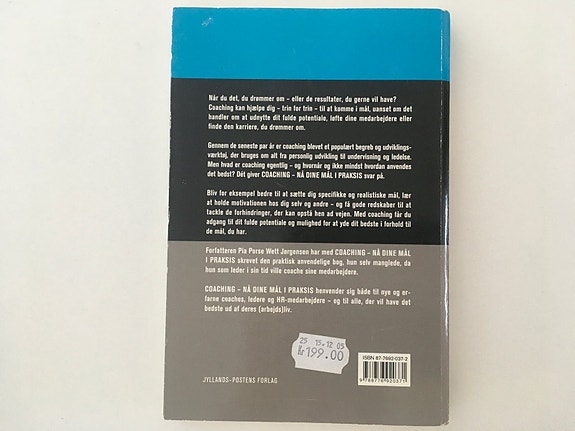 Når du det, du drømmer om – eller de resultater, du gerne vil have?
Coaching kan hjælpe dig – trin for trin – til at komme i mål, uanset om det
handler om at udnytte dit fulde potentiale, løfte dine medarbejdere eller
finde den karriere, du drømmer om.
Gennem de seneste par år er coaching blevet et populært begreb og udviklings-
værktøj, der bruges om alt fra personlig udvikling til undervisning og ledelse.
Men hvad er coaching egentlig – og hvornår og ikke mindst hvordan anvendes
det bedst? Dét giver COACHING – NÅ DINE MÅL I PRAKSIS svar på.
Bliv for eksempel bedre til at sætte dig specifikke og realistiske mål, lær
at holde motivationen hos dig selv og andre – og få gode redskaber til at
tackle de forhindringer, der kan opstå hen ad vejen. Med coaching får du
adgang til dit fulde potentiale og mulighed for at yde dit bedste i forhold til
de mål, du har.
Forfatteren Pia Porse Wett Jørgensen har med COACHING – NÅ DINE MÅL
I PRAKSIS skrevet den praktisk anvendelige bog, hun selv manglede, da
hun som leder i sin tid ville coache sine medarbejdere.
COACHING – NÅ DINE MÅL I PRAKSIS henvender sig både til nye og er-
farne coaches, ledere og HR-medarbejdere – og til alle, der vil have det
bedste ud af deres (arbejds)liv.
25 15.12 05
Kr199.00
ISBN 87-7692-037-2
9788776920371
JYLLANDS-POSTENS FORLAG